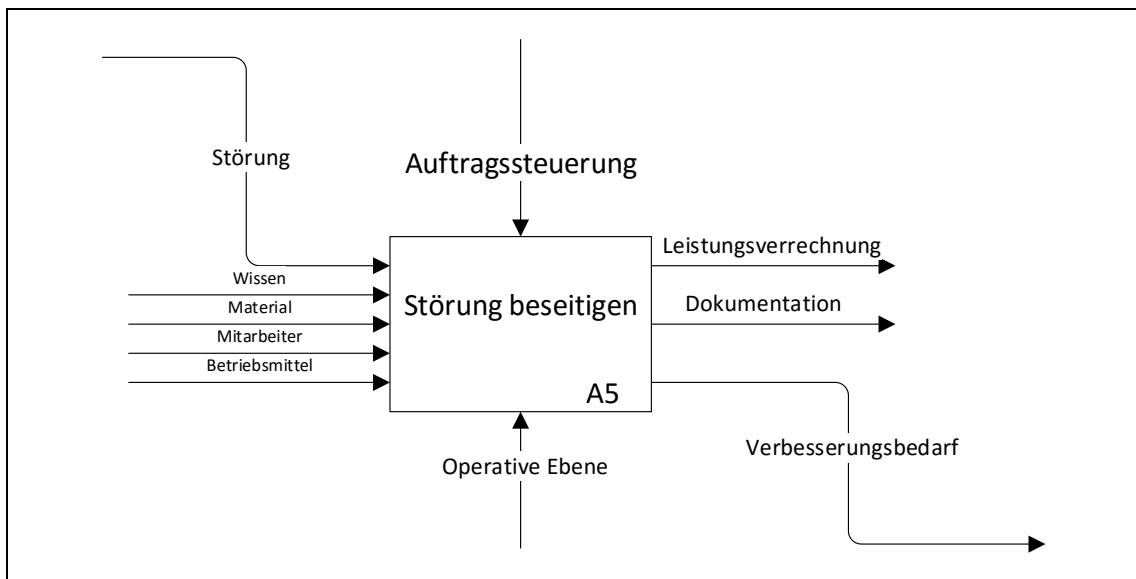 Störung
Auftragssteuerung
Leistungsverrechnung
Wissen
Material
Störung beseitigen
Dokumentation
Mitarbeiter
Betriebsmittel
A5
Verbesserungsbedarf
Operative Ebene